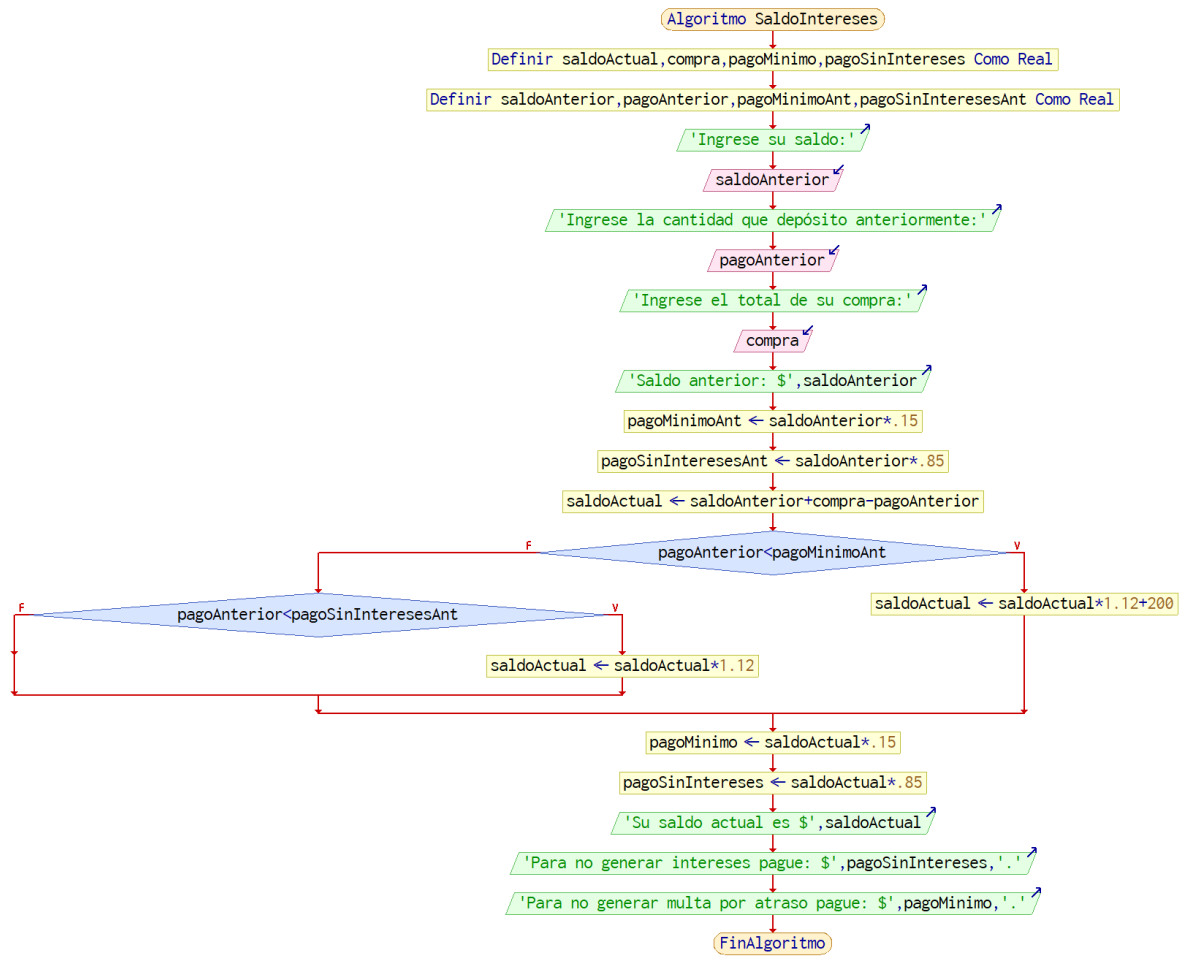 Algoritmo SaldoIntereses
Definir saldoActual,compra,pagoMinimo,pagoSinIntereses Como Real
Definir saldoAnterior,pagoAnterior,pagoMinimoAnt,pagoSinInteresesAnt Como Real
'Ingrese su saldo:'
saldoAnterior
'Ingrese la cantidad que depósito anteriormente:'
pagoAnterior
'Ingrese el total de su compra:'
compra
'Saldo anterior: $',saldoAnterior
pagoMinimoAnt ← saldoAnterior*.15
pagoSinInteresesAnt ← saldoAnterior*.85
saldoActual ← saldoAnterior+compra-pagoAnterior
F
pagoAnterior<pagoMinimoAnt
V
saldoActual ← saldoActual*1.12+200
F
pagoAnterior<pagoSinInteresesAnt
V
saldoActual ← saldoActual*1.12
pagoMinimo ← saldoActual*.15
pagoSinIntereses ← saldoActual*.85
'Su saldo actual es $',saldoActual
'Para no generar intereses pague: $',pagoSinIntereses,'.'
'Para no generar multa por atraso pague: $',pagoMinimo,'.'
FinAlgoritmo